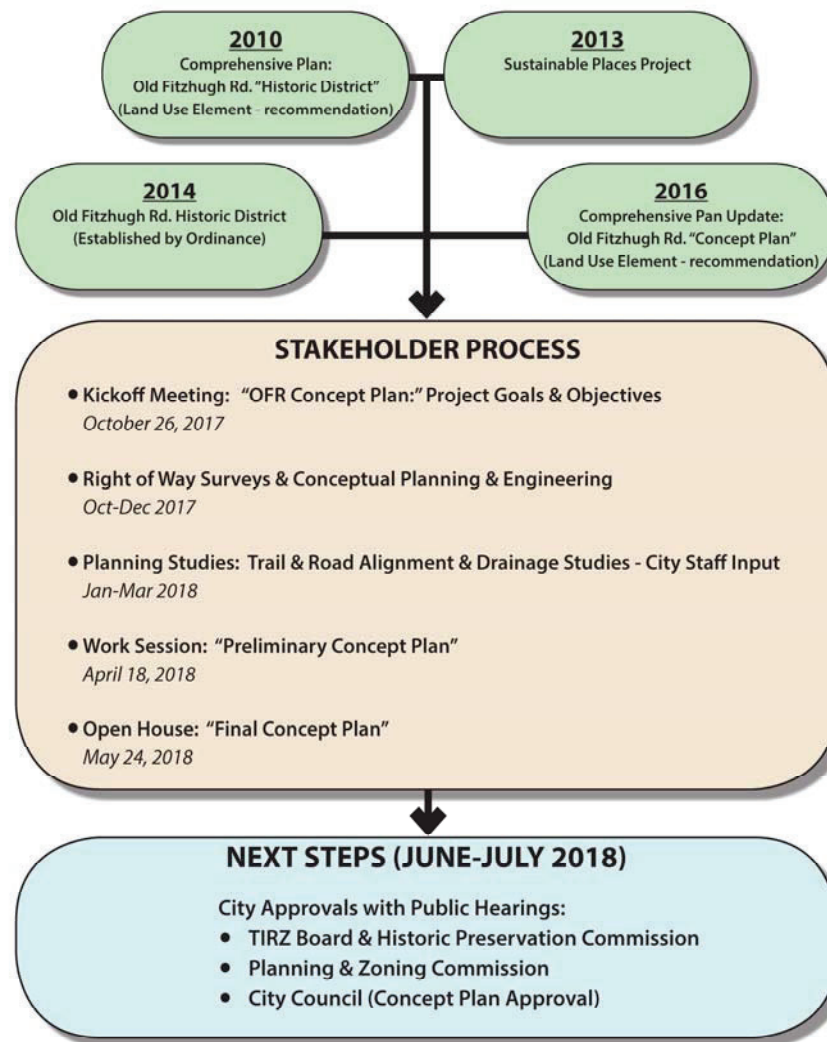 2010
Comprehensive Plan:
Old Fitzhugh Rd. "Historic District"
(Land Use Element - recommendation)
2013
Sustainable Places Project
2014
Old Fitzhugh Rd. Historic District
(Established by Ordinance)
2016
Comprehensive Pan Update:
Old Fitzhugh Rd. "Concept Plan"
(Land Use Element - recommendation)
STAKEHOLDER PROCESS
• Kickoff Meeting: "OFR Concept Plan:" Project Goals & Objectives
October 26, 2017
• Right of Way Surveys & Conceptual Planning & Engineering
Oct-Dec 2017
• Planning Studies: Trail & Road Alignment & Drainage Studies - City Staff Input
Jan-Mar 2018
• Work Session: "Preliminary Concept Plan"
April 18, 2018
• Open House: "Final Concept Plan"
May 24, 2018
NEXT STEPS (JUNE-JULY 2018)
City Approvals with Public Hearings:
• TIRZ Board & Historic Preservation Commission
• Planning & Zoning Commission
• City Council (Concept Plan Approval)